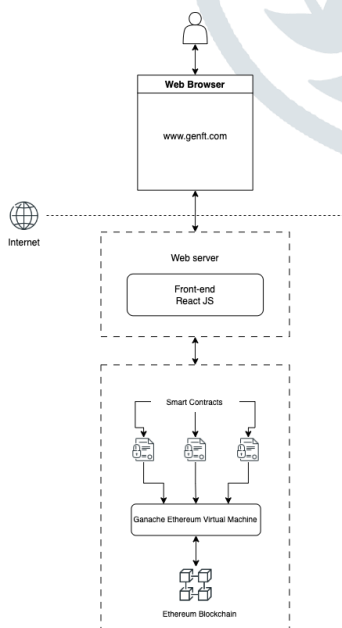 Web Browser
www.genft.com
Internet
Web server
Front-end
React JS
Smart Contracts
Ganache Ethereum Virtual Machine
Ethereum Blockchain